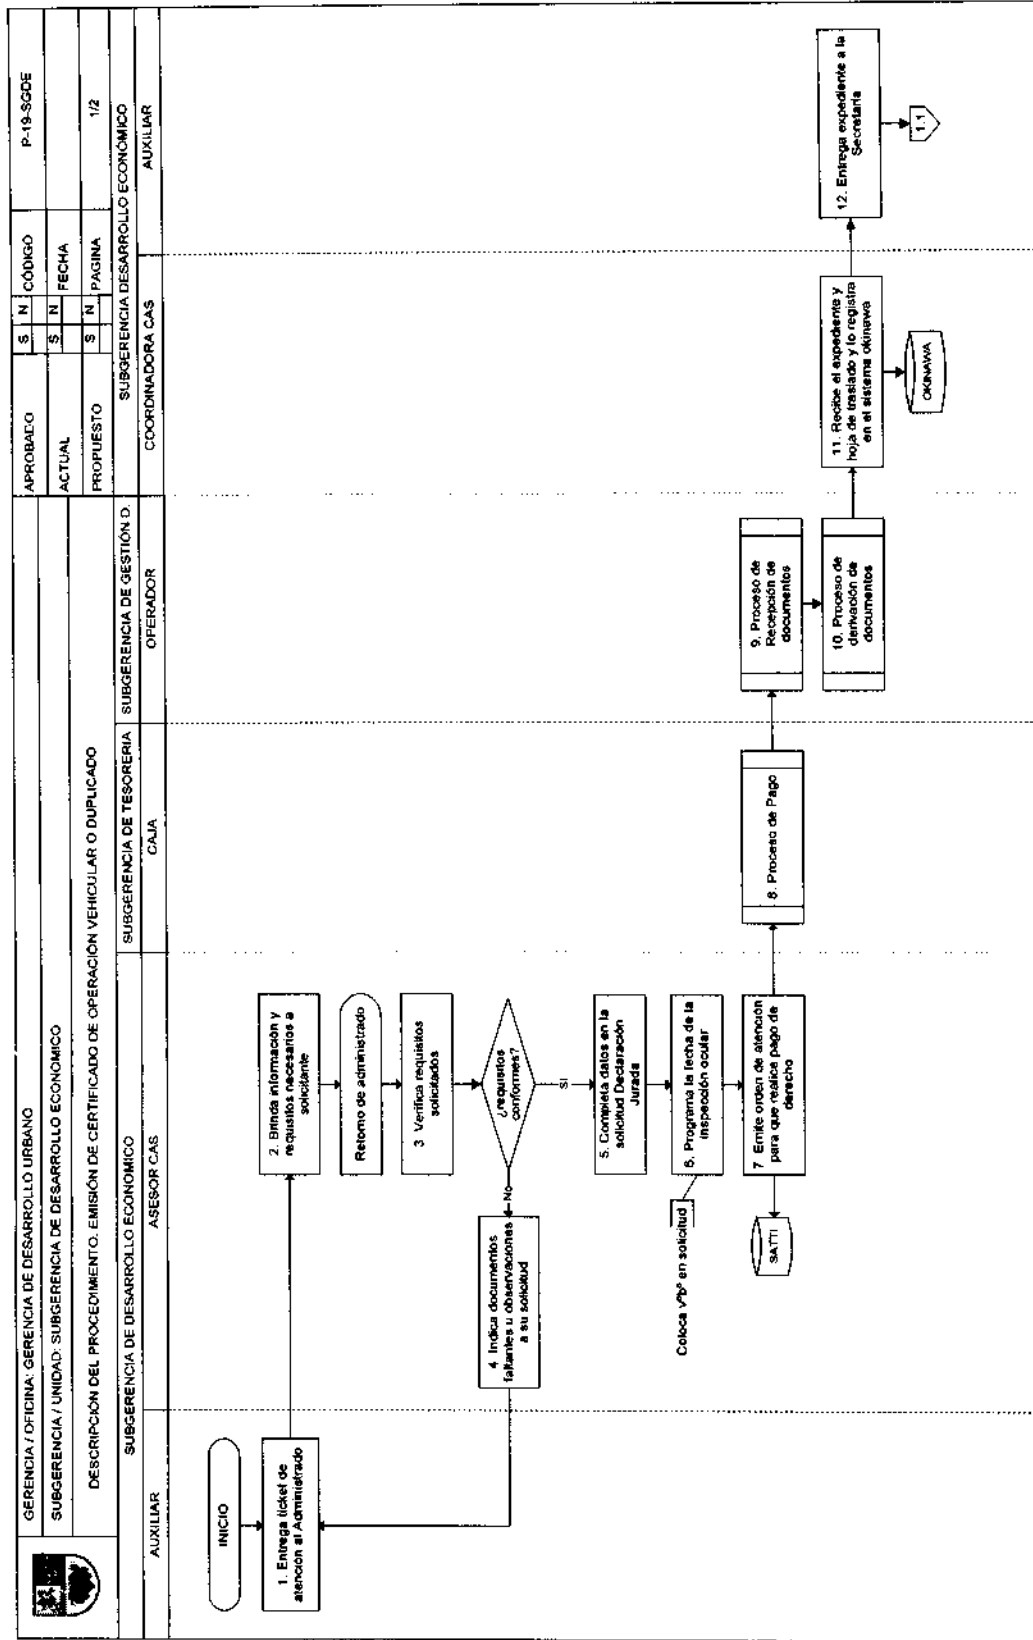 GERENCIA / OFICINA: GERENCIA DE DESARROLLO URBANO
APROBADO S N CÓDIGO P-19-SGDE
SUBGERENCIA / UNIDAD: SUBGERENCIA DE DESARROLLO ECONOMICO
ACTUAL S N FECHA
DESCRIPCIÓN DEL PROCEDIMIENTO. EMISIÓN DE CERTIFICADO DE OPERACIÓN VEHICULAR O DUPLICADO
PROPUESTO S N PAGINA 1/2
SUBGERENCIA DE DESARROLLO ECONOMICO
SUBGERENCIA DE TESORERIA
SUBGERENCIA DE GESTIÓN D.
SUBGERENCIA DESARROLLO ECONÓMICO
AUXILIAR
ASESOR CAS
CAJA
OPERADOR
COORDINADORA CAS
AUXILIAR
INICIO
1. Entrega ticket de
atención al Administrado
2. Brinda información y
requisitos necesarios a
solicitante
Retorno de administrado
3 Verifica requisitos
solicitados
¿requisitos
conformes?
No
4 Indica documentos
faltantes u observaciones
a su solicitud
SI
5. Completa datos en la
solicitud Declaración
Jurada
6. Programa la fecha de la
inspección ocular
Coloca v°b° en solicitud
7 Emite orden de atención
para que realice pago de
derecho
SATTI
8. Proceso de Pago
9. Proceso de
Recepción de
documentos
10. Proceso de
derivación de
documentos
11. Recibe el expediente y
hoja de traslado y lo registra
en el sistema okinawa
OKINAWA
12. Entrega expediente a la
Secretaria
1.1